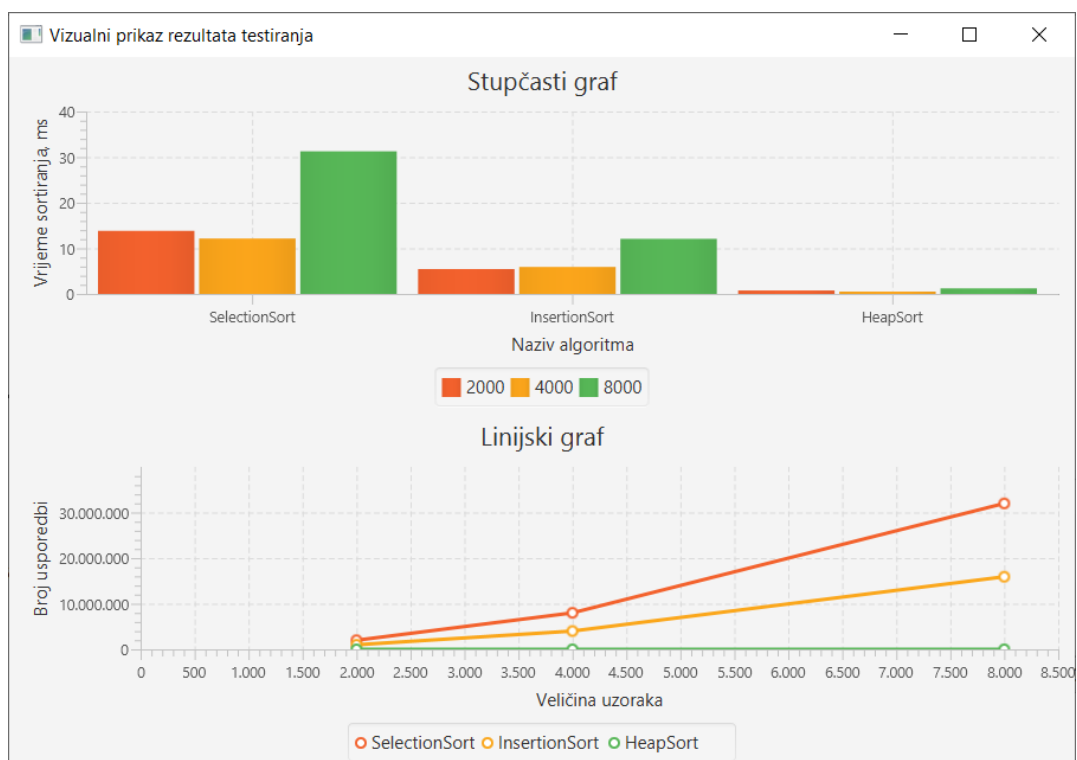 Vizualni prikaz rezultata testiranja
Stupčasti graf
Vrijeme sortiranja, ms
40
30
20
10
0
SelectionSort InsertionSort HeapSort
Naziv algoritma
2000 4000 8000
Linijski graf
Broj usporedbi
30.000.000
20.000.000
10.000.000
0
0 500 1.000 1.500 2.000 2.500 3.000 3.500 4.000 4.500 5.000 5.500 6.000 6.500 7.000 7.500 8.000 8.500
Veličina uzoraka
SelectionSort InsertionSort HeapSort